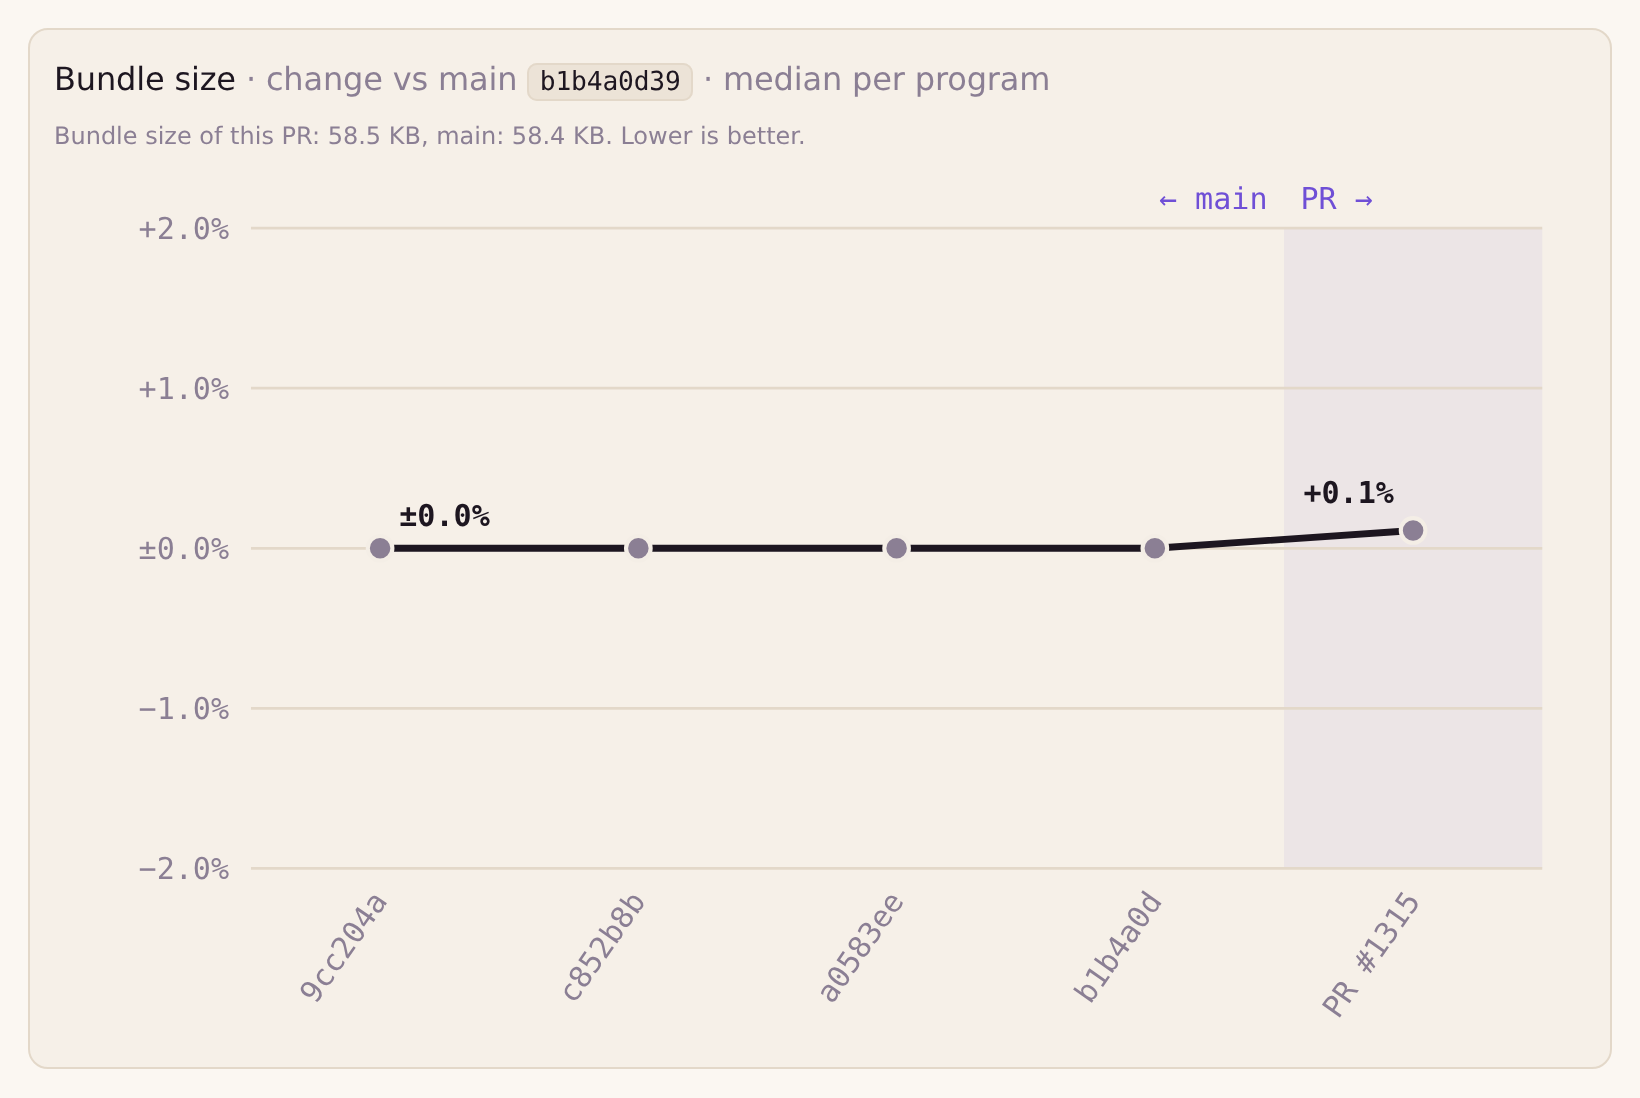 Bundle size · change vs main b1b4a0d39 · median per program
Bundle size of this PR: 58.5 KB, main: 58.4 KB. Lower is better.
← main PR →
+2.0%
+1.0%
+0.1%
±0.0%
±0.0%
−1.0%
−2.0%
9cc204a
c852b8b
a0583ee
b1b4a0d
PR #1315